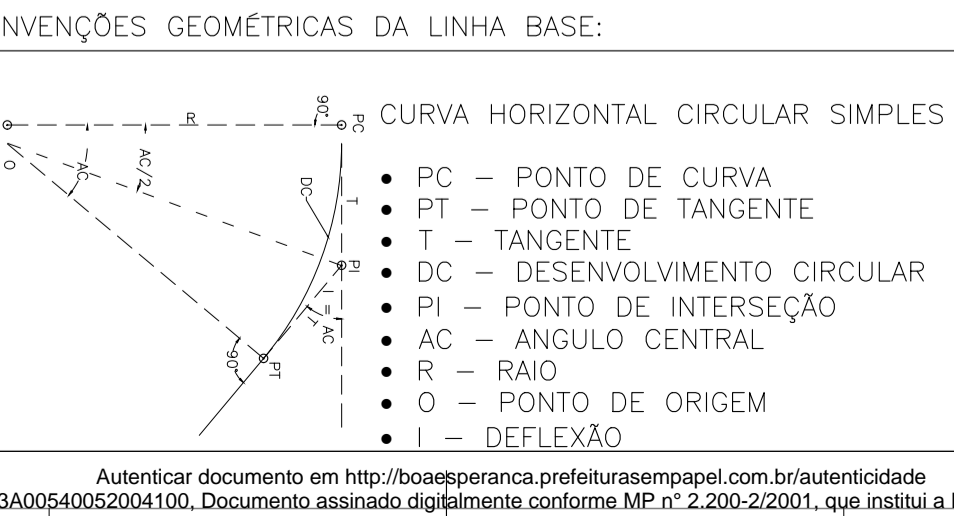 NVENÇÕES GEOMÉTRICAS DA LINHA BASE:
CURVA HORIZONTAL CIRCULAR SIMPLES
• PC – PONTO DE CURVA
• PT – PONTO DE TANGENTE
• T – TANGENTE
• DC – DESENVOLVIMENTO CIRCULAR
• PI – PONTO DE INTERSEÇÃO
• AC – ANGULO CENTRAL
• R – RAIO
• O – PONTO DE ORIGEM
• I – DEFLEXÃO
R
90°
PC
O
AC
AC/2
DC
T
PI
I = AC
T
90°
PT
Autenticar documento em http://boaesperanca.prefeiturasempapel.com.br/autenticidade
3A00540052004100, Documento assinado digitalmente conforme MP n° 2.200-2/2001, que institui a